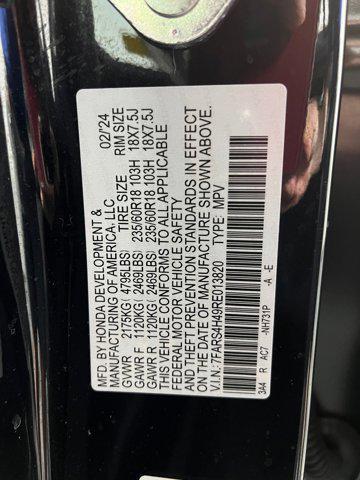 MFD. BY HONDA DEVELOPMENT & 02/'24
MANUFACTURING OF AMERICA, LLC
GVWR 2175KG( 4795LBS) TIRE SIZE RIM SIZE
GAWR F 1120KG( 2469LBS) 235/60R18 103H 18X7.5J
GAWR R 1120KG( 2469LBS) 235/60R18 103H 18X7.5J
THIS VEHICLE CONFORMS TO ALL APPLICABLE
FEDERAL MOTOR VEHICLE SAFETY
AND THEFT PREVENTION STANDARDS IN EFFECT
ON THE DATE OF MANUFACTURE SHOWN ABOVE.
V.I.N.: 7FARS4H49RE013820 TYPE: MPV
3A4 R AC7 -NH731P -A -E